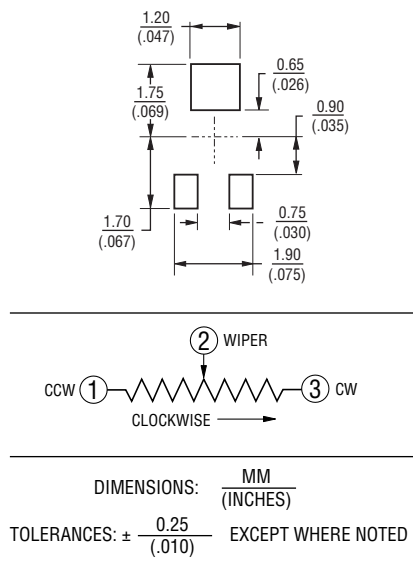 1.20
(.047)
1.75
(.069)
0.65
(.026)
0.90
(.035)
1.70
(.067)
0.75
(.030)
1.90
(.075)
2 WIPER
CCW 1
3 CW
CLOCKWISE
DIMENSIONS: MM
(INCHES)
TOLERANCES: ± 0.25
(.010)
EXCEPT WHERE NOTED